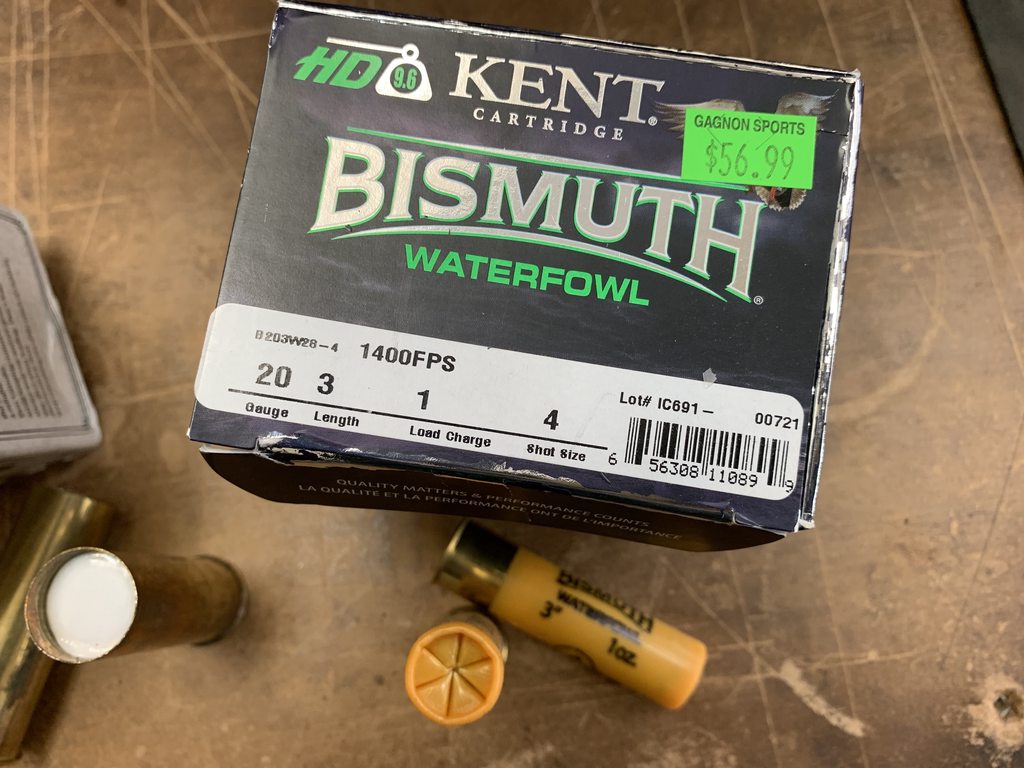 HD 9.6
KENT®
CARTRIDGE
GAGNON SPORTS
$56.99
BISMUTH®
WATERFOWL
B203W28-4 1400FPS
20 3 1 4
Gauge Length Load Charge Shot Size
Lot# IC691- 00721
6 56308 11089 9
QUALITY MATTERS & PERFORMANCE COUNTS
LA QUALITE ET LA PERFORMANCE ONT DE L'IMPORTANCE
BISMUTH
WATERFOWL
3" 1oz